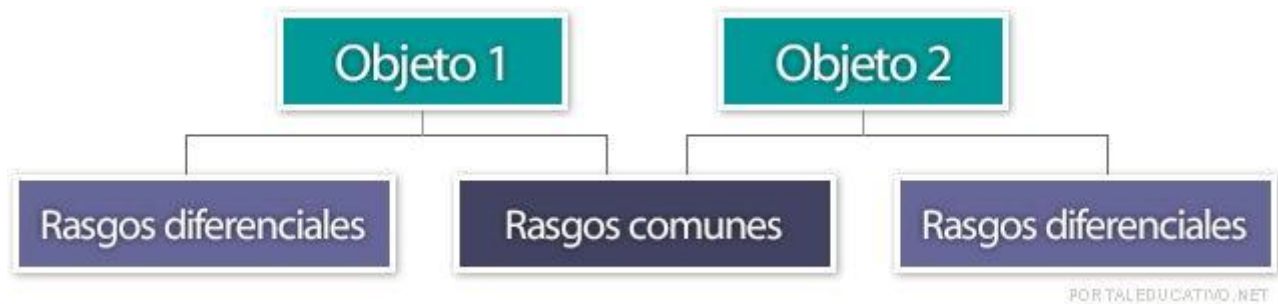 Objeto 1
Objeto 2
Rasgos diferenciales
Rasgos comunes
Rasgos diferenciales
PORTALEDUCATIVO.NET